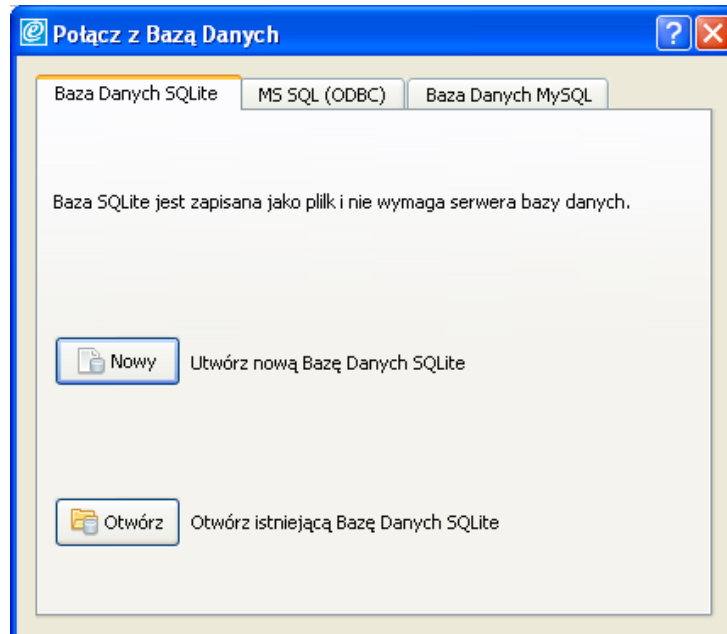 Połącz z Bazą Danych
Baza Danych SQLite MS SQL (ODBC) Baza Danych MySQL
Baza SQLite jest zapisana jako plilk i nie wymaga serwera bazy danych.
Nowy Utwórz nową Bazę Danych SQLite
Otwórz Otwórz istniejącą Bazę Danych SQLite